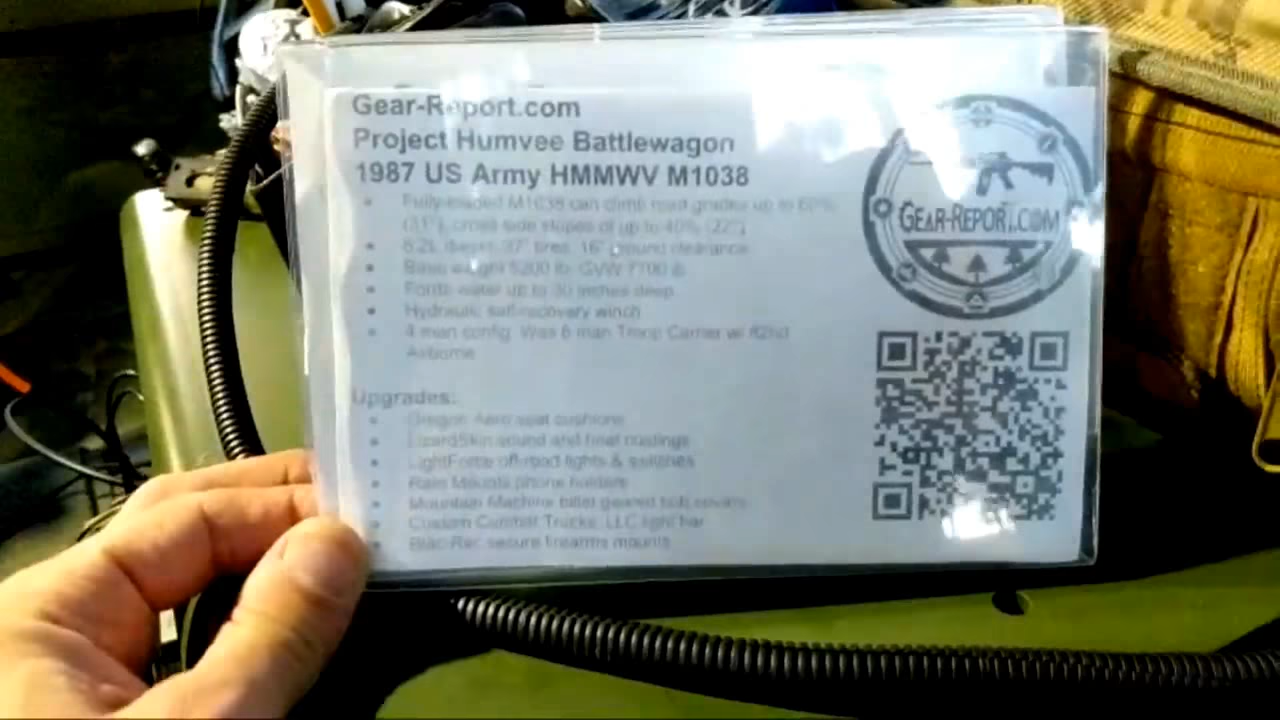 Gear-Report.com
Project Humvee Battlewagon
1987 US Army HMMWV M1038
• Fully-loaded M1038 can climb road grades up to 60%
(31°), cross side slopes of up to 40% (22°)
• 6.2L diesel, 37" tires, 16" ground clearance
• Base weight 5200 lb. GVW 7700 lb
• Fords water up to 30 inches deep
• Hydraulic self-recovery winch
• 4 man config. Was 6 man Troop Carrier w/ 82nd
Airborne
GEAR-REPORT.COM
Upgrades:
• Oregon Aero seat cushions
• LizardSkin sound and heat coatings
• LightForce off-road lights & switches
• Ram Mounts phone holders
• Mountain Machine billet geared hub covers
• Custom Combat Trucks, LLC light bar
• Blac-Rac secure firearms mounts